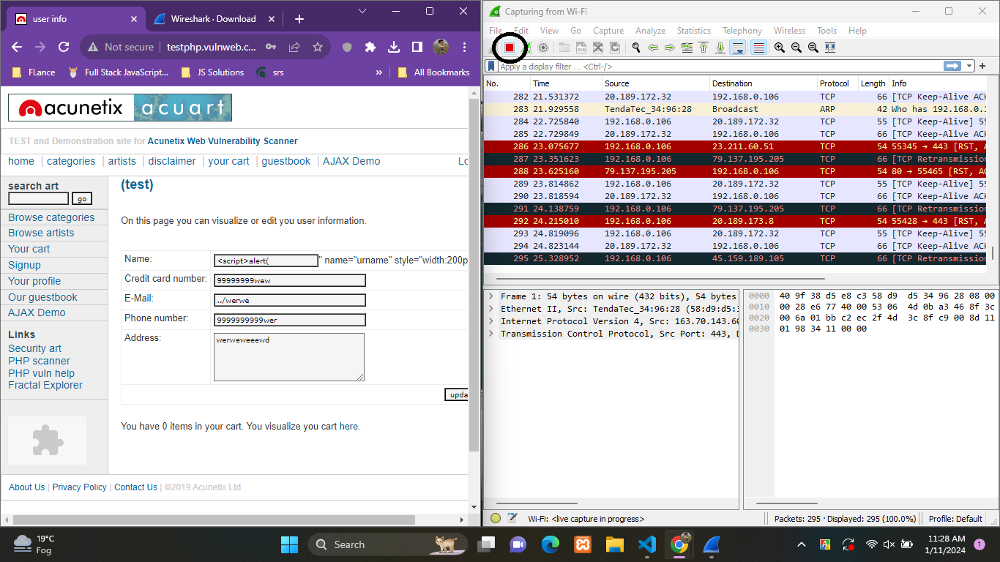 user info
Wireshark · Download
Not secure
testphp.vulnweb.c...
FLance
Full Stack JavaScript...
JS Solutions
srs
»
All Bookmarks
acunetix
acuart
TEST and Demonstration site for Acunetix Web Vulnerability Scanner
home | categories | artists | disclaimer | your cart | guestbook | AJAX Demo
search art
go
Browse categories
Browse artists
Your cart
Signup
Your profile
Our guestbook
AJAX Demo
Links
Security art
PHP scanner
PHP vuln help
Fractal Explorer
(test)
On this page you can visualize or edit you user information.
Name: <script>alert( " name="urname" style="width:200p
Credit card number: 99999999wew
E-Mail: ../werwe
Phone number: 9999999999wer
Address: werweweeewd
upda
You have 0 items in your cart. You visualize you cart here.
About Us | Privacy Policy | Contact Us | ©2019 Acunetix Ltd
Capturing from Wi-Fi
File Edit View Go Capture Analyze Statistics Telephony Wireless Tools Help
Apply a display filter ... <Ctrl-/>
No. Time Source Destination Protocol Length Info
282 21.531372 20.189.172.32 192.168.0.106 TCP 66 [TCP Keep-Alive ACK
283 21.929558 TendaTec_34:96:28 Broadcast ARP 42 Who has 192.168.0.1
284 22.725840 192.168.0.106 20.189.172.32 TCP 55 [TCP Keep-Alive] 55
285 22.729849 20.189.172.32 192.168.0.106 TCP 66 [TCP Keep-Alive ACK
286 23.075677 192.168.0.106 23.211.60.51 TCP 54 55345 → 443 [RST, A
287 23.351623 192.168.0.106 79.137.195.205 TCP 66 [TCP Retransmission
288 23.625160 79.137.195.205 192.168.0.106 TCP 54 80 → 55465 [RST, AC
289 23.814862 192.168.0.106 20.189.172.32 TCP 55 [TCP Keep-Alive] 55
290 23.818594 20.189.172.32 192.168.0.106 TCP 66 [TCP Keep-Alive ACK
291 24.138759 192.168.0.106 79.137.195.205 TCP 66 [TCP Retransmission
292 24.215010 192.168.0.106 20.189.173.8 TCP 54 55428 → 443 [RST, A
293 24.819096 192.168.0.106 20.189.172.32 TCP 55 [TCP Keep-Alive] 55
294 24.823144 20.189.172.32 192.168.0.106 TCP 66 [TCP Keep-Alive ACK
295 25.328952 192.168.0.106 45.159.189.105 TCP 66 [TCP Retransmission
Frame 1: 54 bytes on wire (432 bits), 54 bytes
Ethernet II, Src: TendaTec_34:96:28 (58:d9:d5:3
Internet Protocol Version 4, Src: 163.70.143.60
Transmission Control Protocol, Src Port: 443, D
0000 40 9f 38 d5 e8 c3 58 d9 d5 34 96 28 08 00
0010 00 28 e6 77 40 00 53 06 4d 0b a3 46 8f 3c
0020 00 6a 01 bb c2 ec 2f 4d 3c 8f c9 00 8d 11
0030 01 98 34 11 00 00
Wi-Fi: <live capture in progress>
Packets: 295 · Displayed: 295 (100.0%)
Profile: Default
19°C
Fog
Search
11:28 AM
1/11/2024
1